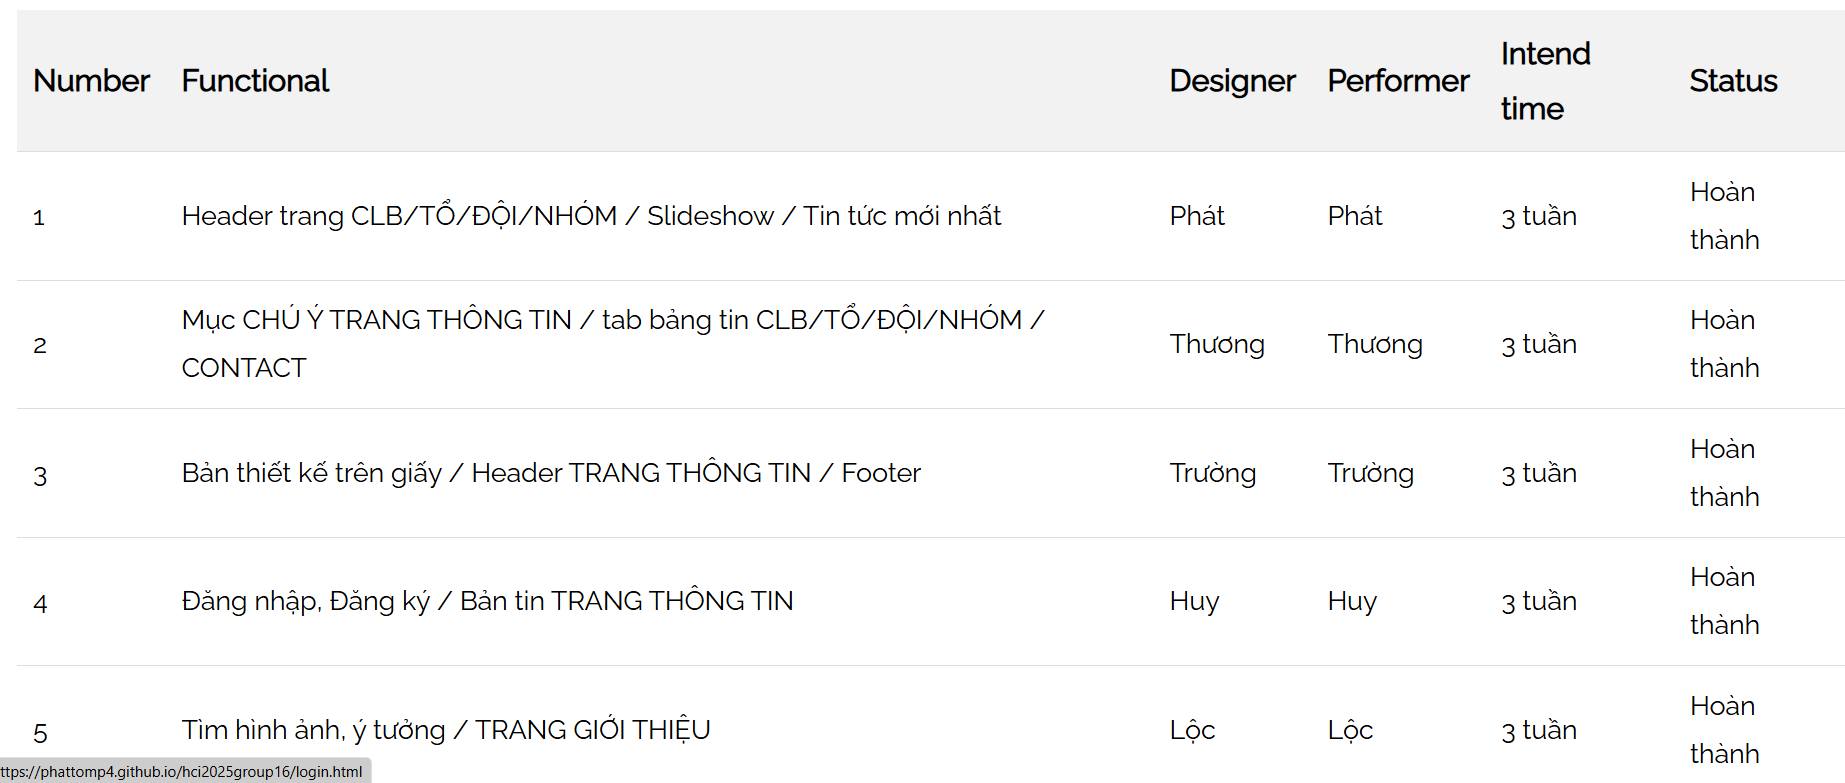 Number Functional Designer Performer Intend time Status
1 Header trang CLB/TỔ/ĐỘI/NHÓM / Slideshow / Tin tức mới nhất Phát Phát 3 tuần Hoàn thành
2 Mục CHÚ Ý TRANG THÔNG TIN / tab bảng tin CLB/TỔ/ĐỘI/NHÓM / CONTACT Thương Thương 3 tuần Hoàn thành
3 Bản thiết kế trên giấy / Header TRANG THÔNG TIN / Footer Trường Trường 3 tuần Hoàn thành
4 Đăng nhập, Đăng ký / Bản tin TRANG THÔNG TIN Huy Huy 3 tuần Hoàn thành
5 Tìm hình ảnh, ý tưởng / TRANG GIỚI THIỆU Lộc Lộc 3 tuần Hoàn thành
ttps://phattomp4.github.io/hci2025group16/login.html